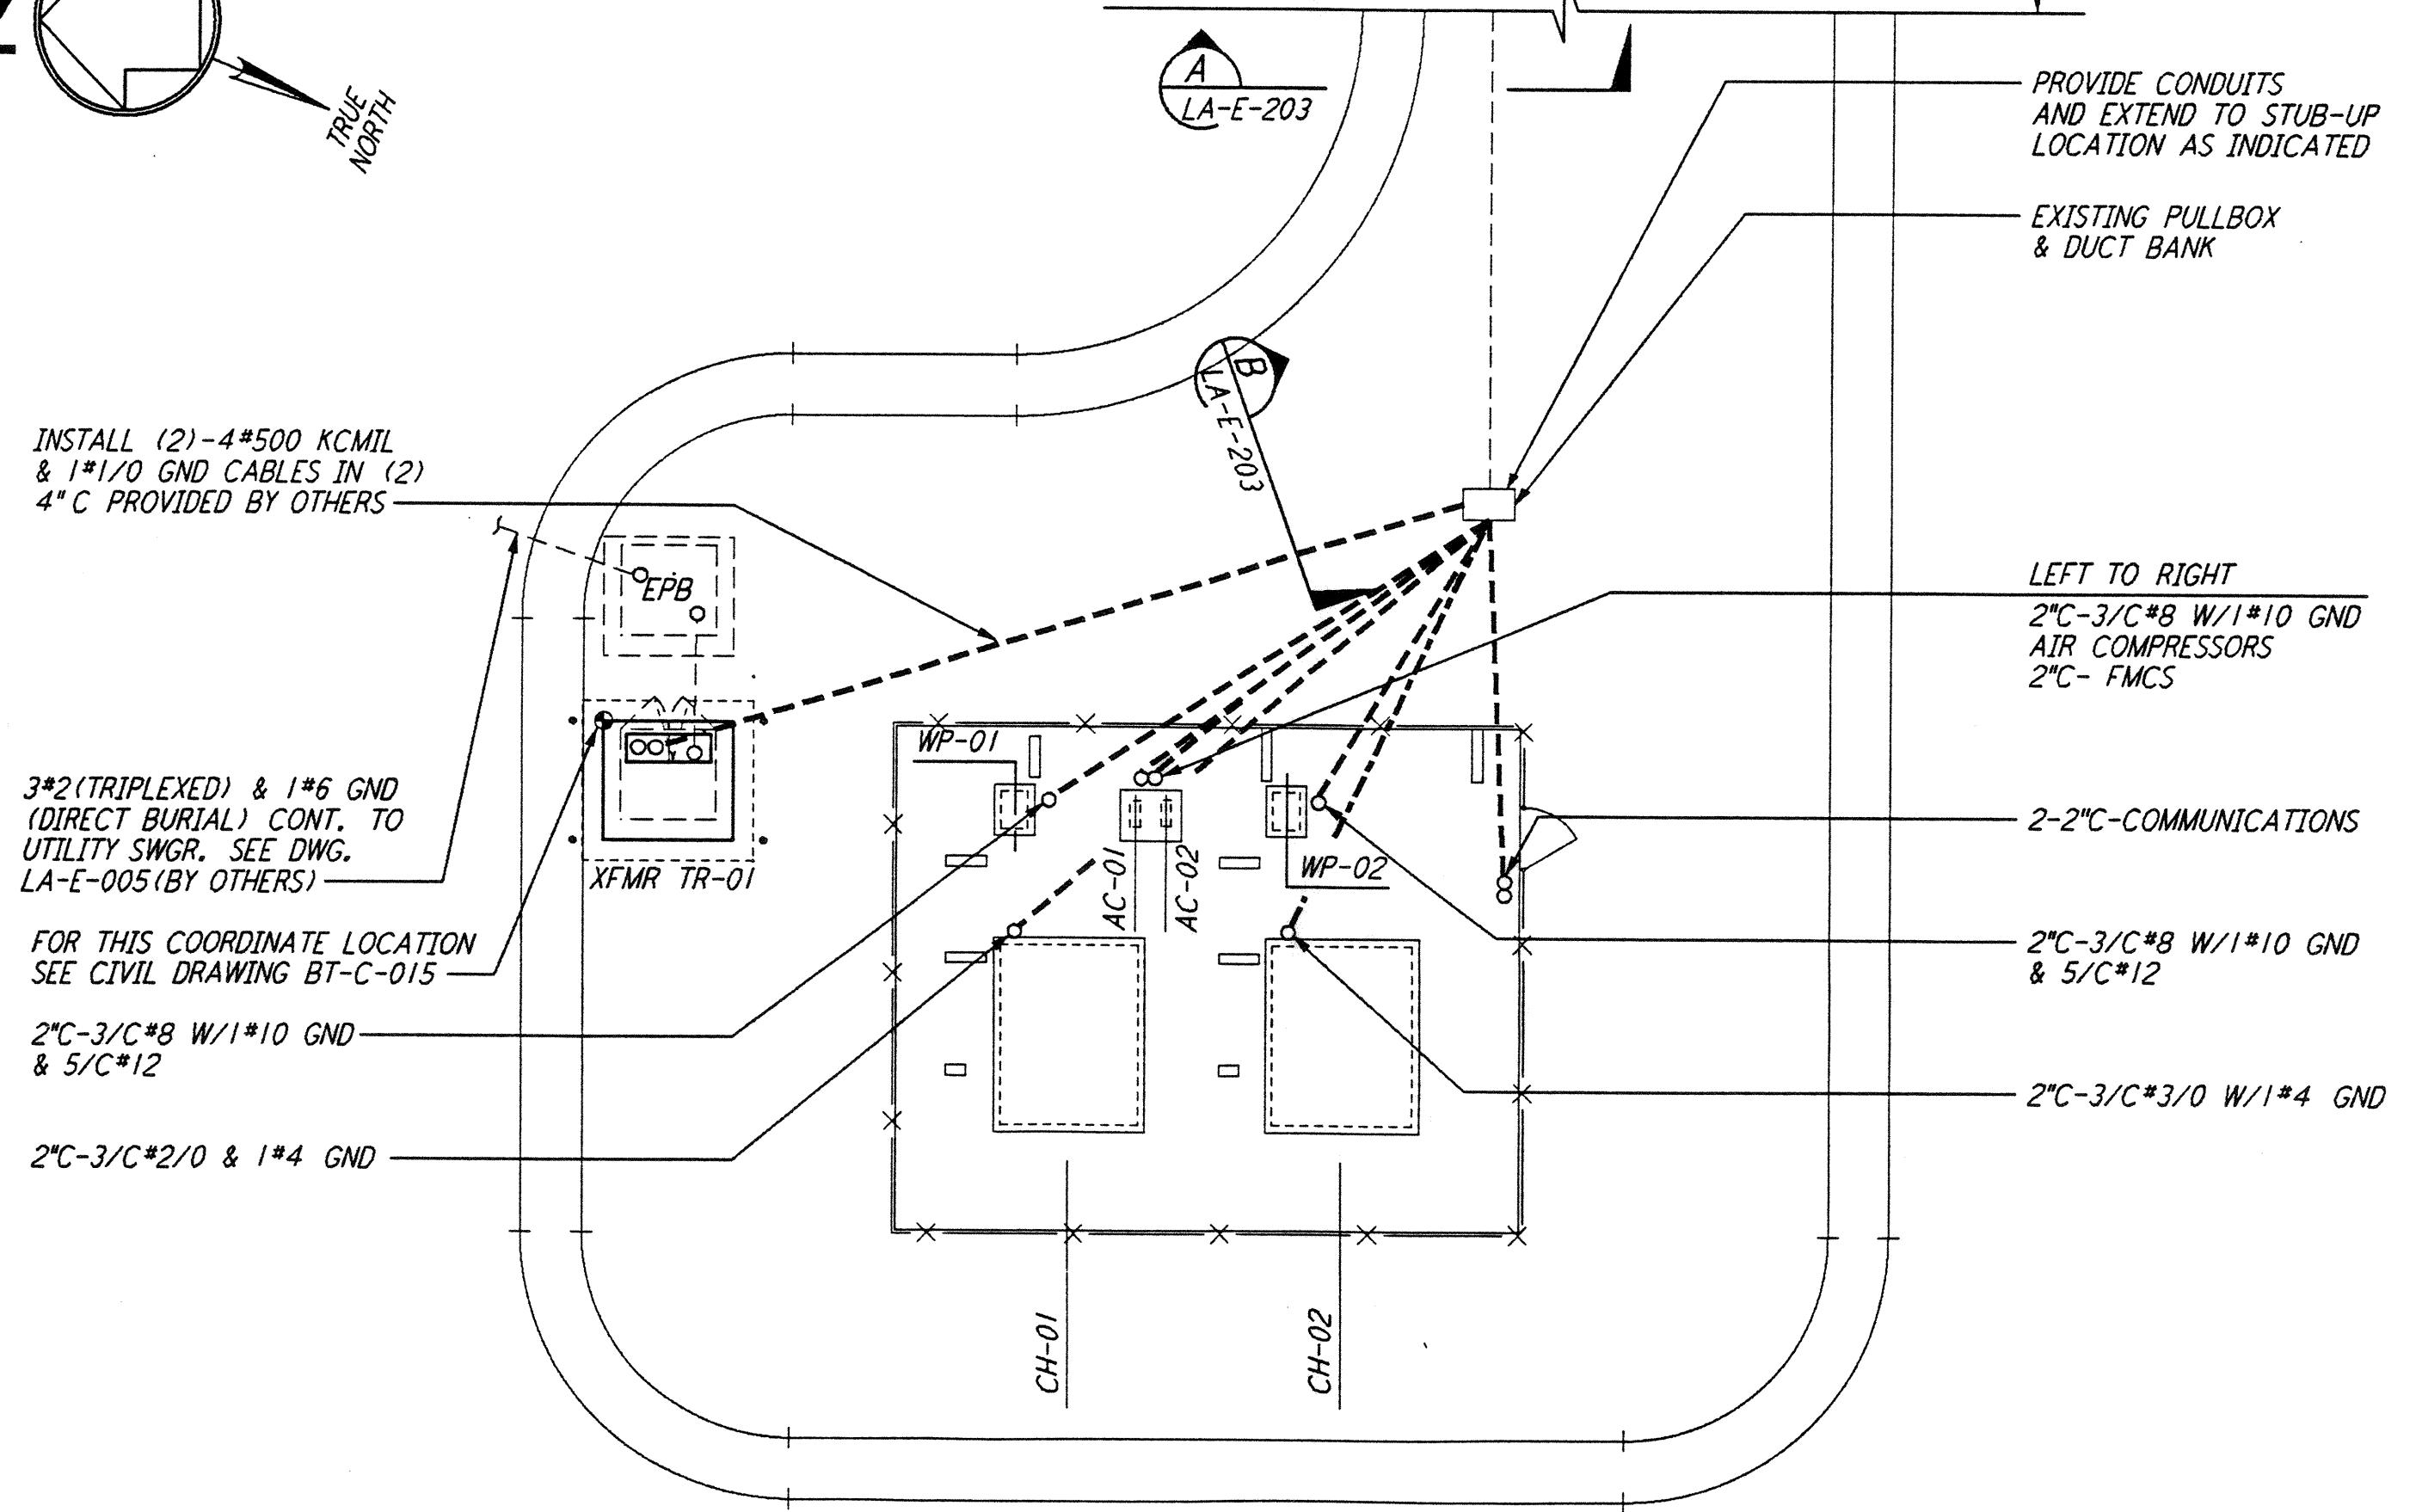 TRUE
NORTH
A
LA-E-203
PROVIDE CONDUITS
AND EXTEND TO STUB-UP
LOCATION AS INDICATED
EXISTING PULLBOX
& DUCT BANK
B
LA-E-203
INSTALL (2)-4#500 KCMIL
& 1#1/0 GND CABLES IN (2)
4" C PROVIDED BY OTHERS
EPB
LEFT TO RIGHT
2"C-3/C#8 W/1#10 GND
AIR COMPRESSORS
2"C- FMCS
WP-01
3#2(TRIPLEXED) & 1#6 GND
(DIRECT BURIAL) CONT. TO
UTILITY SWGR. SEE DWG.
LA-E-005(BY OTHERS)
XFMR TR-01
AC-01
AC-02
WP-02
2-2"C-COMMUNICATIONS
FOR THIS COORDINATE LOCATION
SEE CIVIL DRAWING BT-C-015
2"C-3/C#8 W/1#10 GND
& 5/C#12
2"C-3/C#8 W/1#10 GND
& 5/C#12
2"C-3/C#3/0 W/1#4 GND
2"C-3/C#2/0 & 1#4 GND
CH-01
CH-02